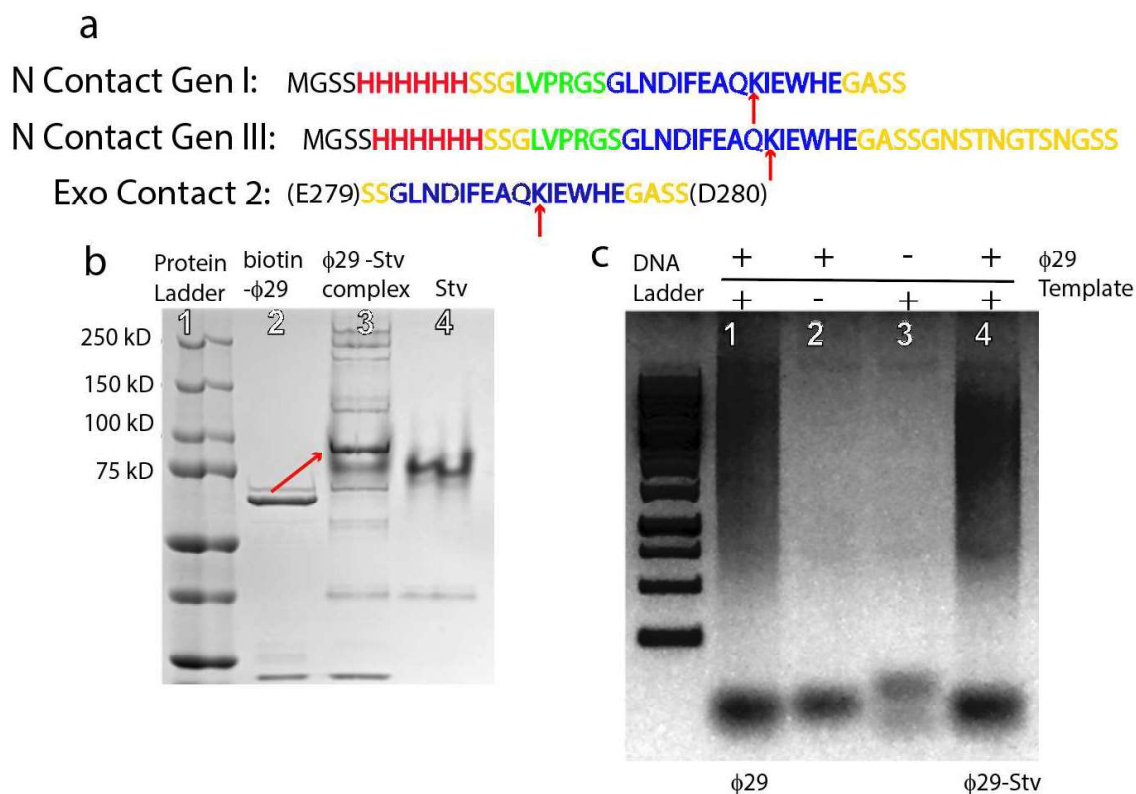 a
N Contact Gen I: MGSSHHHHHHSSGLVPRGSGLNDIFEAQKIEWHEGASS
N Contact Gen III: MGSSHHHHHHSSGLVPRGSGLNDIFEAQKIEWHEGASSGNSTNGTSNGSS
Exo Contact 2: (E279)SSGLNDIFEAQKIEWHEGASS(D280)
b
Protein Ladder
biotin -ϕ29
ϕ29 -Stv complex
Stv
1 2 3 4
250 kD
150 kD
100 kD
75 kD
c
DNA Ladder
+ + - + ϕ29
+ - + + Template
1 2 3 4
ϕ29 ϕ29-Stv